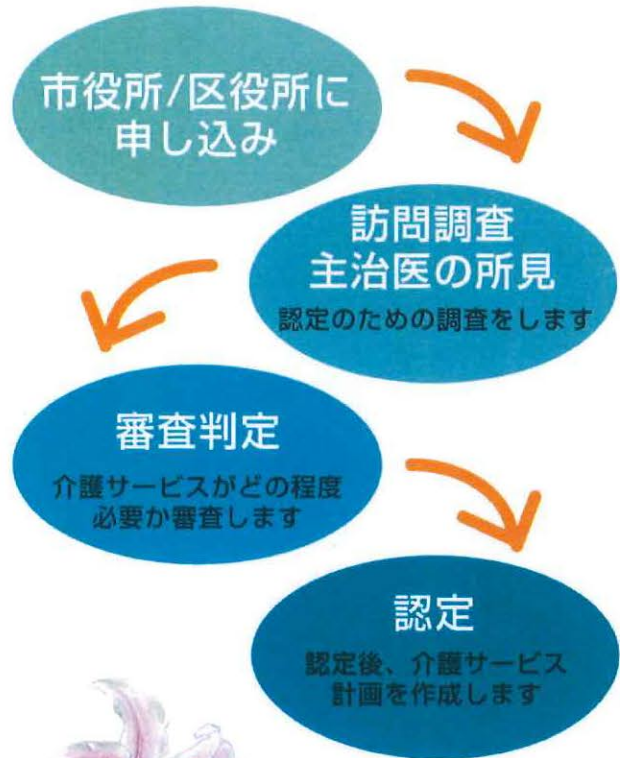 市役所/区役所に
申し込み
訪問調査
主治医の所見
認定のための調査をします
審査判定
介護サービスがどの程度
必要か審査します
認定
認定後、介護サービス
計画を作成します